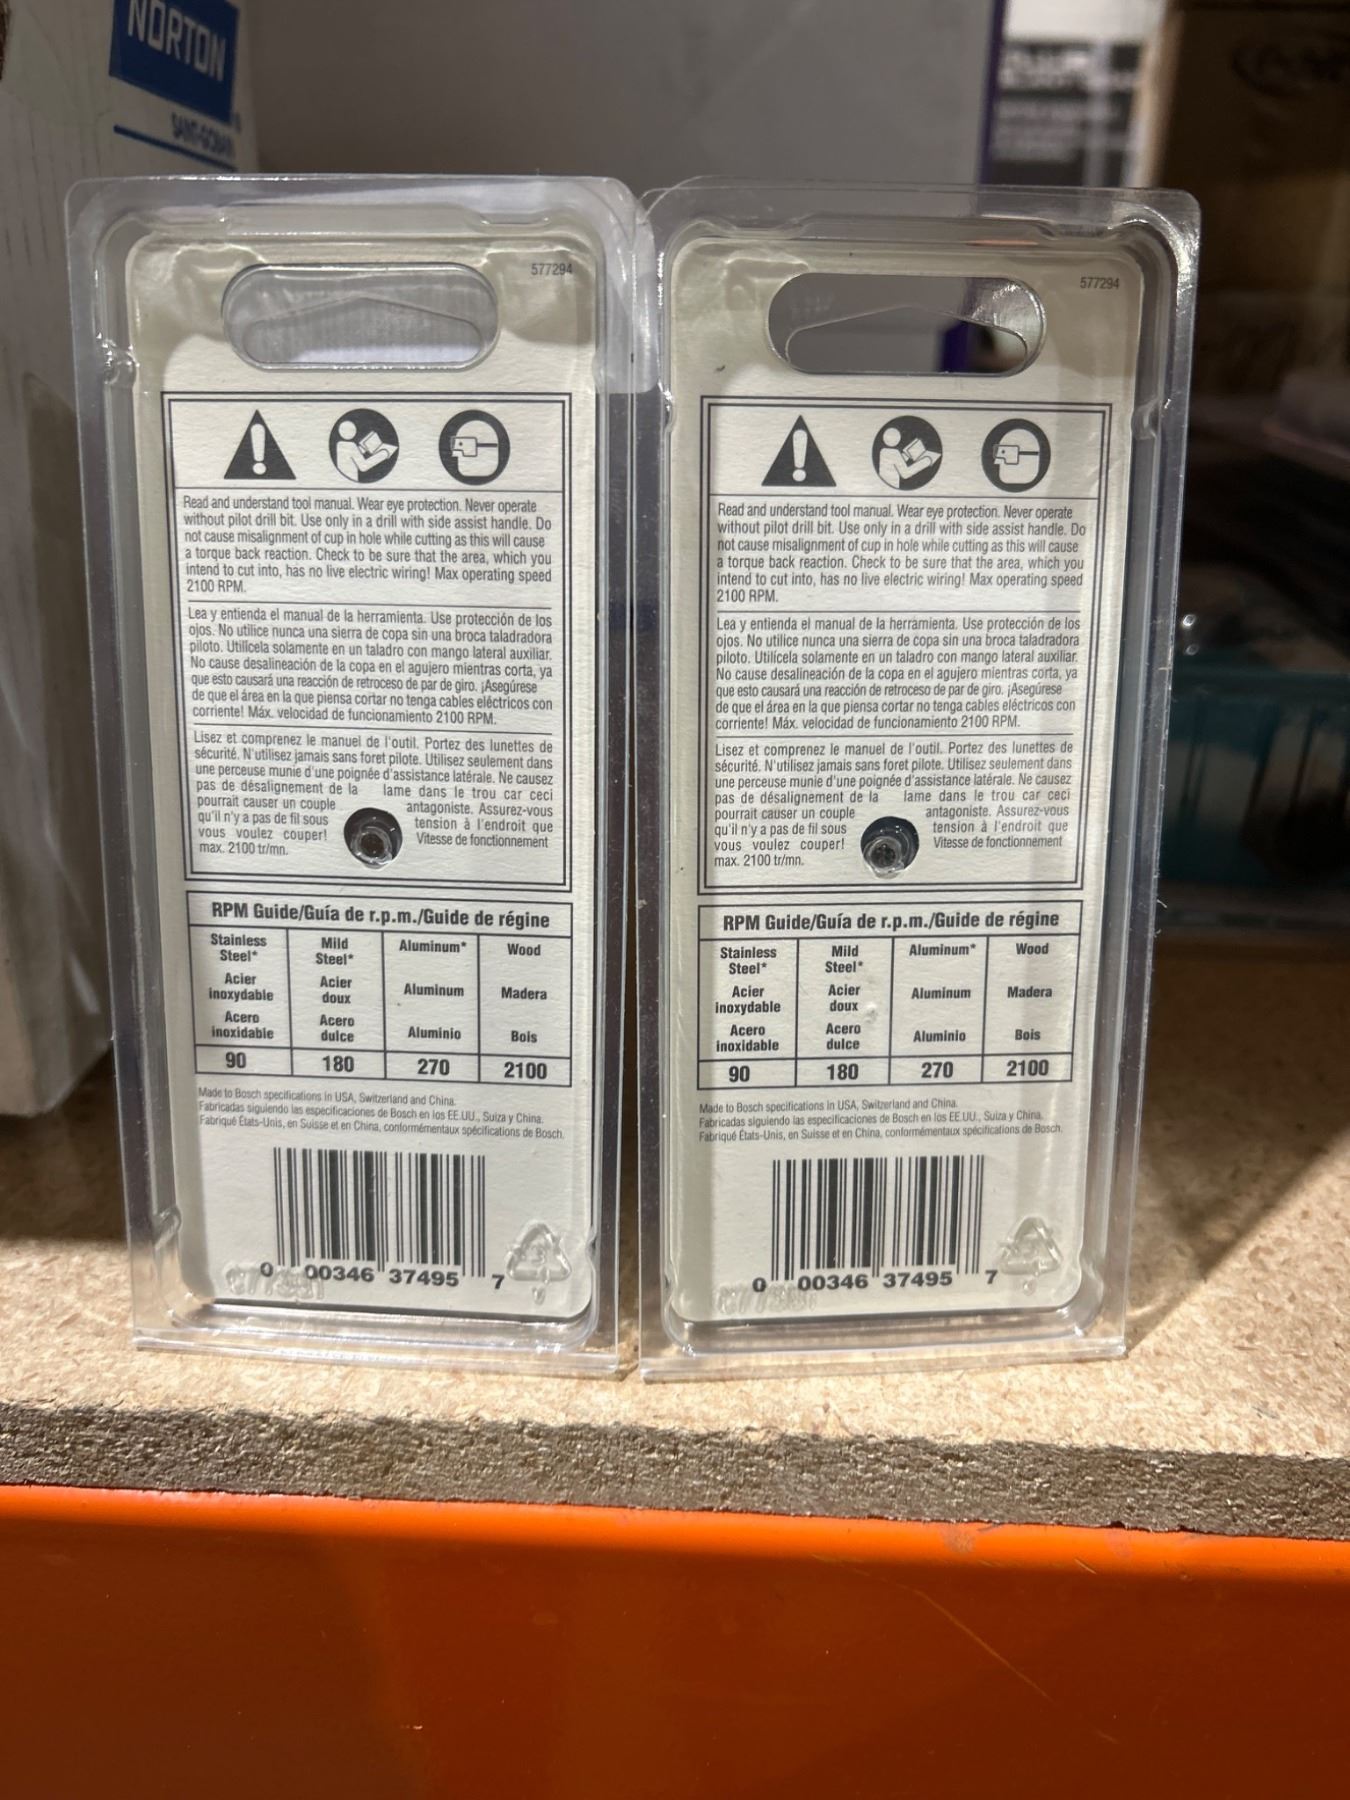 NORTON
SAINT-GOBAIN
577294
Read and understand tool manual. Wear eye protection. Never operate
without pilot drill bit. Use only in a drill with side assist handle. Do
not cause misalignment of cup in hole while cutting as this will cause
a torque back reaction. Check to be sure that the area, which you
intend to cut into, has no live electric wiring! Max operating speed
2100 RPM.
Lea y entienda el manual de la herramienta. Use protección de los
ojos. No utilice nunca una sierra de copa sin una broca taladradora
piloto. Utilícela solamente en un taladro con mango lateral auxiliar.
No cause desalineación de la copa en el agujero mientras corta, ya
que esto causará una reacción de retroceso de par de giro. ¡Asegúrese
de que el área en la que piensa cortar no tenga cables eléctricos con
corriente! Máx. velocidad de funcionamiento 2100 RPM.
Lisez et comprenez le manuel de l'outil. Portez des lunettes de
sécurité. N'utilisez jamais sans foret pilote. Utilisez seulement dans
une perceuse munie d'une poignée d'assistance latérale. Ne causez
pas de désalignement de la lame dans le trou car ceci
pourrait causer un couple antagoniste. Assurez-vous
qu'il n'y a pas de fil sous tension à l'endroit que
vous voulez couper! Vitesse de fonctionnement
max. 2100 tr/mn.
RPM Guide/Guía de r.p.m./Guide de régine
Stainless Steel* Mild Steel* Aluminum* Wood
Acier inoxydable Acier doux Aluminum Madera
Acero inoxidable Acero dulce Aluminio Bois
90 180 270 2100
Made to Bosch specifications in USA, Switzerland and China.
Fabricadas siguiendo las especificaciones de Bosch en los EE.UU., Suiza y China.
Fabriqué États-Unis, en Suisse et en China, conformémentaux spécifications de Bosch.
0 00346 37495 7
577294
Read and understand tool manual. Wear eye protection. Never operate
without pilot drill bit. Use only in a drill with side assist handle. Do
not cause misalignment of cup in hole while cutting as this will cause
a torque back reaction. Check to be sure that the area, which you
intend to cut into, has no live electric wiring! Max operating speed
2100 RPM.
Lea y entienda el manual de la herramienta. Use protección de los
ojos. No utilice nunca una sierra de copa sin una broca taladradora
piloto. Utilícela solamente en un taladro con mango lateral auxiliar.
No cause desalineación de la copa en el agujero mientras corta, ya
que esto causará una reacción de retroceso de par de giro. ¡Asegúrese
de que el área en la que piensa cortar no tenga cables eléctricos con
corriente! Máx. velocidad de funcionamiento 2100 RPM.
Lisez et comprenez le manuel de l'outil. Portez des lunettes de
sécurité. N'utilisez jamais sans foret pilote. Utilisez seulement dans
une perceuse munie d'une poignée d'assistance latérale. Ne causez
pas de désalignement de la lame dans le trou car ceci
pourrait causer un couple antagoniste. Assurez-vous
qu'il n'y a pas de fil sous tension à l'endroit que
vous voulez couper! Vitesse de fonctionnement
max. 2100 tr/mn.
RPM Guide/Guía de r.p.m./Guide de régine
Stainless Steel* Mild Steel* Aluminum* Wood
Acier inoxydable Acier doux Aluminum Madera
Acero inoxidable Acero dulce Aluminio Bois
90 180 270 2100
Made to Bosch specifications in USA, Switzerland and China.
Fabricadas siguiendo las especificaciones de Bosch en los EE.UU., Suiza y China.
Fabriqué États-Unis, en Suisse et en China, conformémentaux spécifications de Bosch.
0 00346 37495 7